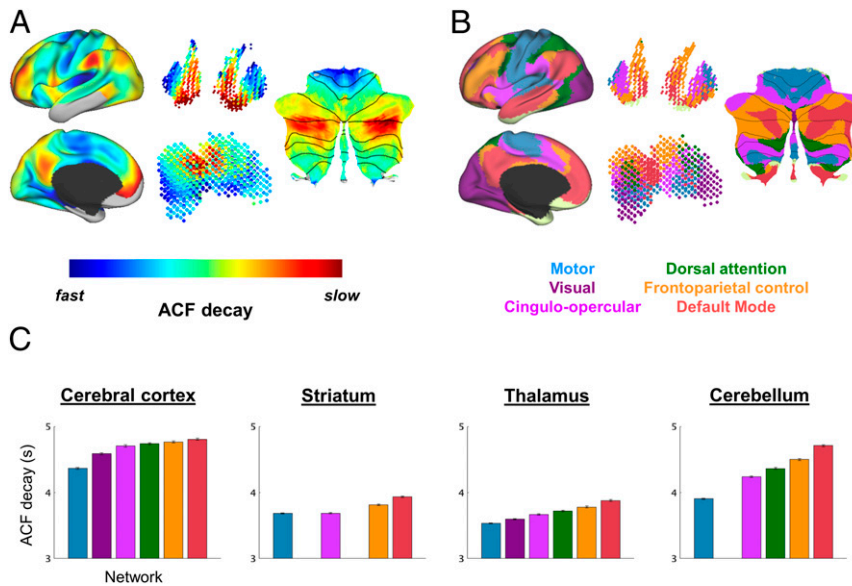 A
B
fast
slow
ACF decay
Motor
Dorsal attention
Visual
Frontoparietal control
Cingulo-opercular
Default Mode
C
Cerebral cortex
Striatum
Thalamus
Cerebellum
ACF decay (s)
5
4
3
5
4
3
5
4
3
5
4
3
Network